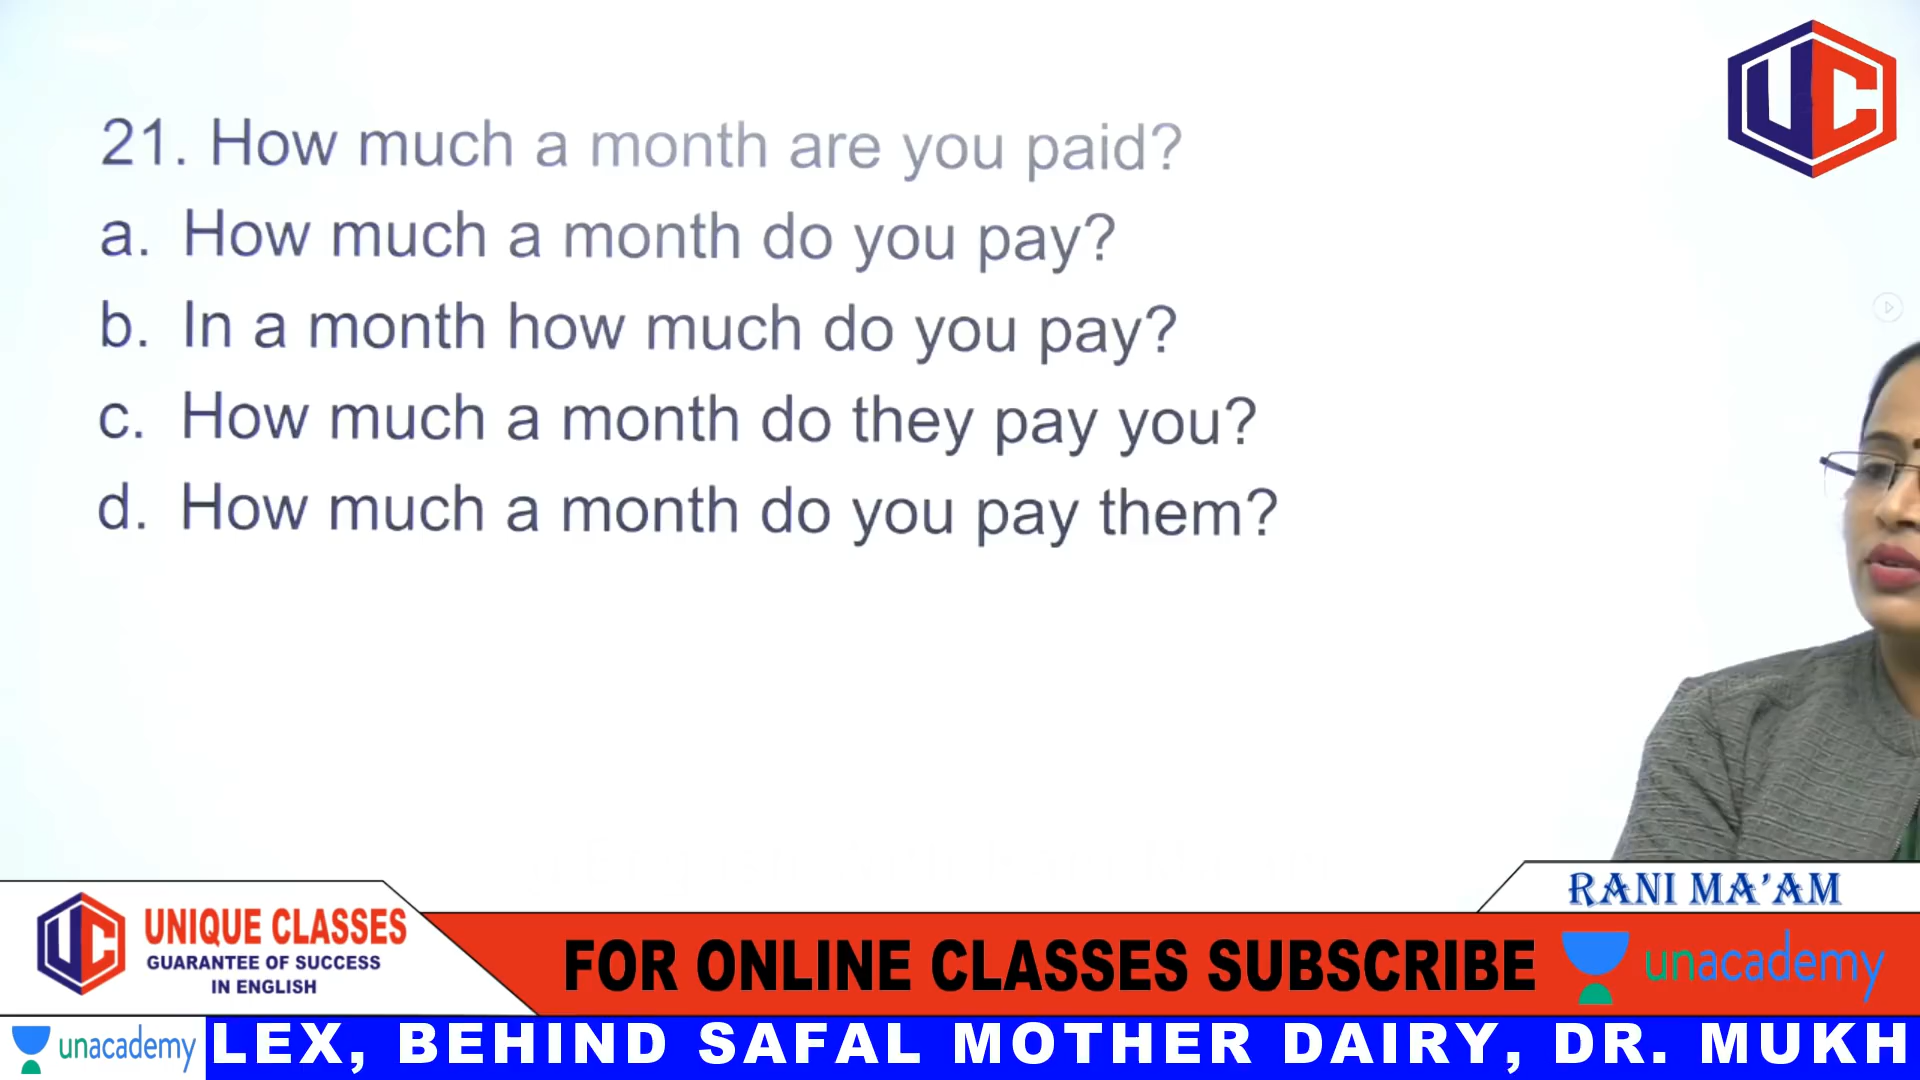 21. How much a month are you paid?
a. How much a month do you pay?
b. In a month how much do you pay?
c. How much a month do they pay you?
d. How much a month do you pay them?
UC
RANI MA'AM
UC
UNIQUE CLASSES
GUARANTEE OF SUCCESS
IN ENGLISH
FOR ONLINE CLASSES SUBSCRIBE
unacademy
unacademy
LEX, BEHIND SAFAL MOTHER DAIRY, DR. MUKH